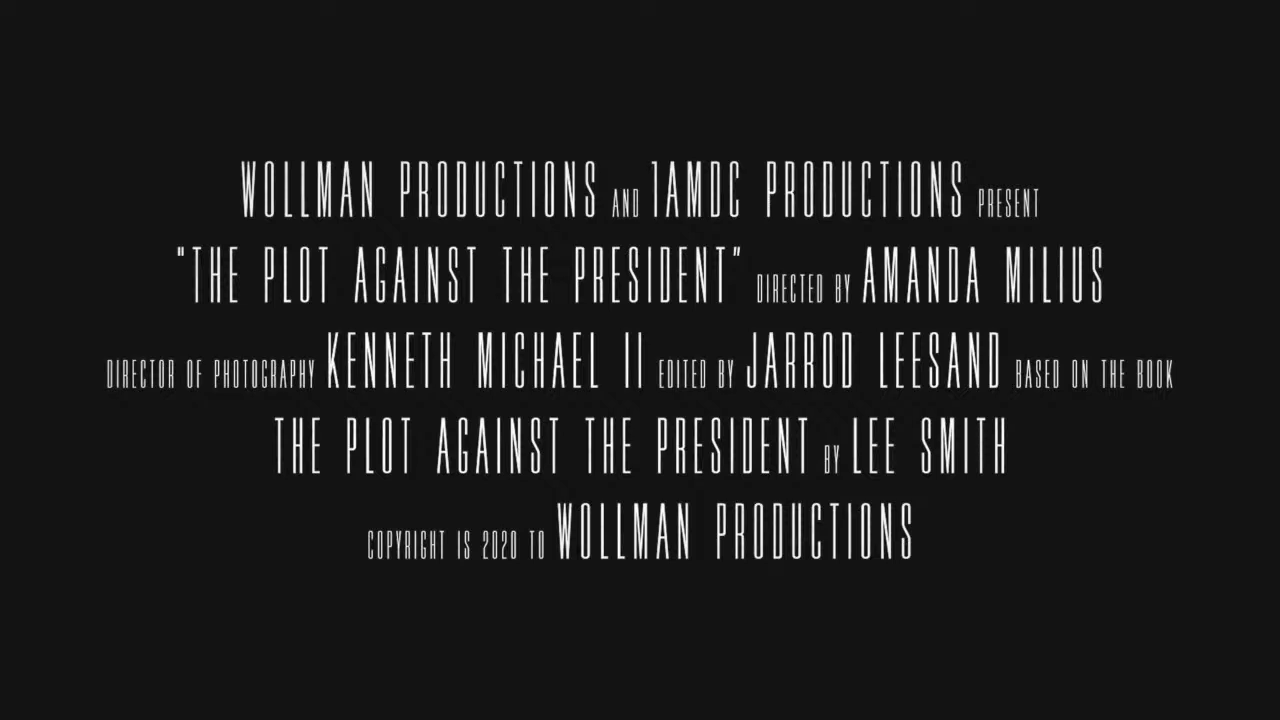 WOLLMAN PRODUCTIONS AND 1AMDC PRODUCTIONS PRESENT
"THE PLOT AGAINST THE PRESIDENT" DIRECTED BY AMANDA MILIUS
DIRECTOR OF PHOTOGRAPHY KENNETH MICHAEL II EDITED BY JARROD LEESAND BASED ON THE BOOK
THE PLOT AGAINST THE PRESIDENT BY LEE SMITH
COPYRIGHT IS 2020 TO WOLLMAN PRODUCTIONS